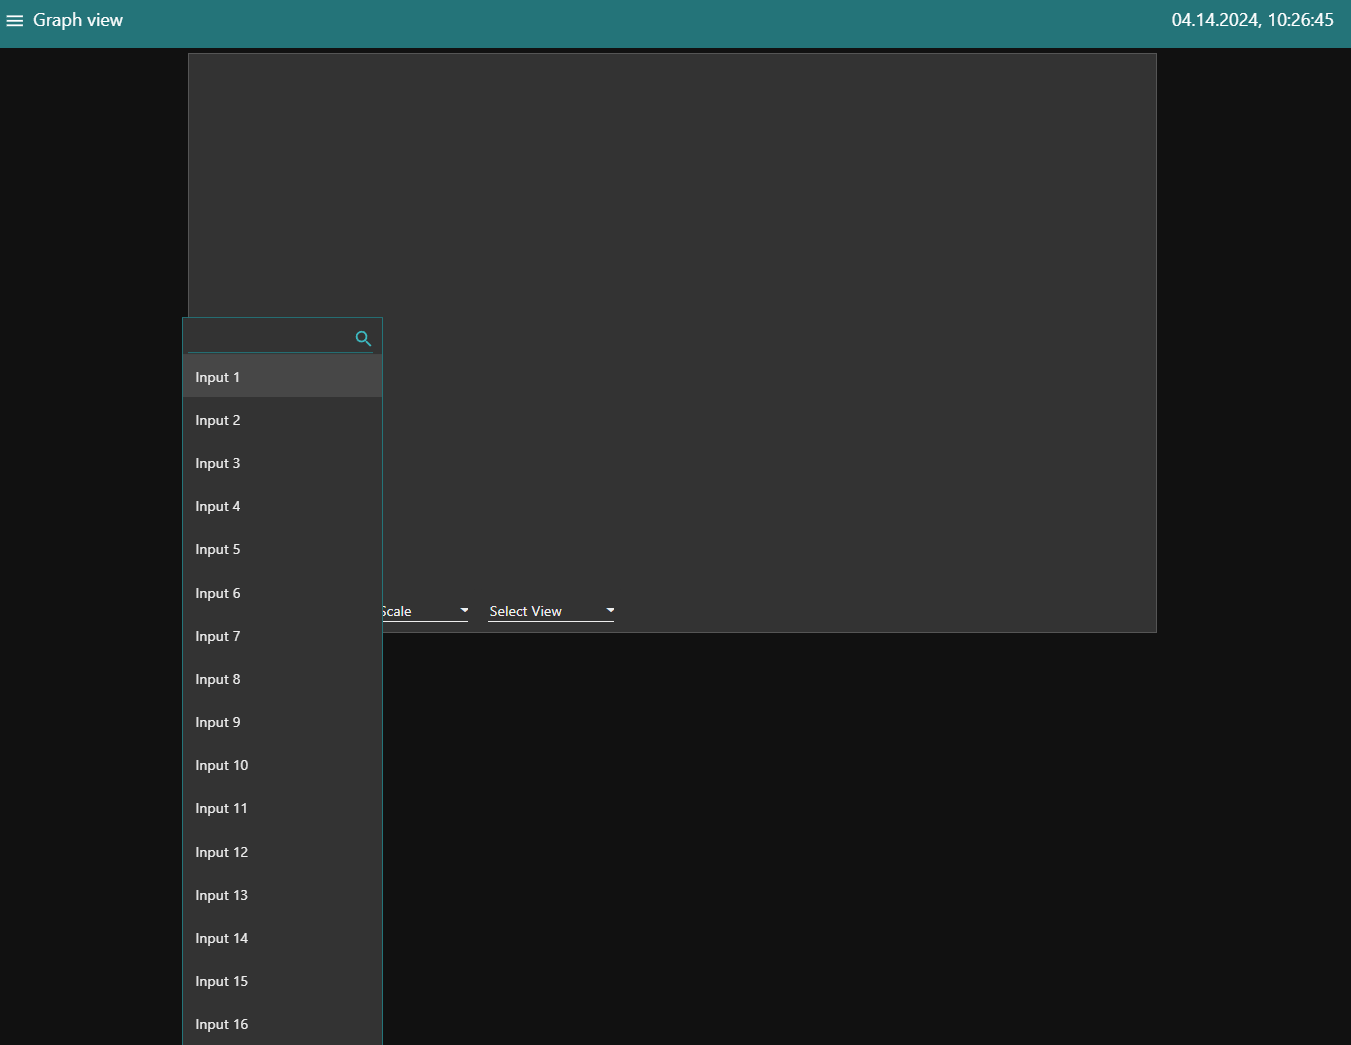 Graph view
04.14.2024, 10:26:45
Input 1
Input 2
Input 3
Input 4
Input 5
Input 6
Scale
Select View
Input 7
Input 8
Input 9
Input 10
Input 11
Input 12
Input 13
Input 14
Input 15
Input 16